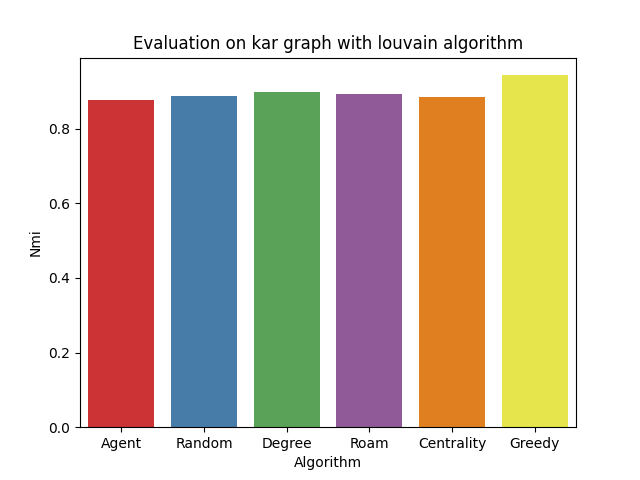 Evaluation on kar graph with louvain algorithm
Nmi
0.8
0.6
0.4
0.2
0.0
Agent Random Degree Roam Centrality Greedy
Algorithm